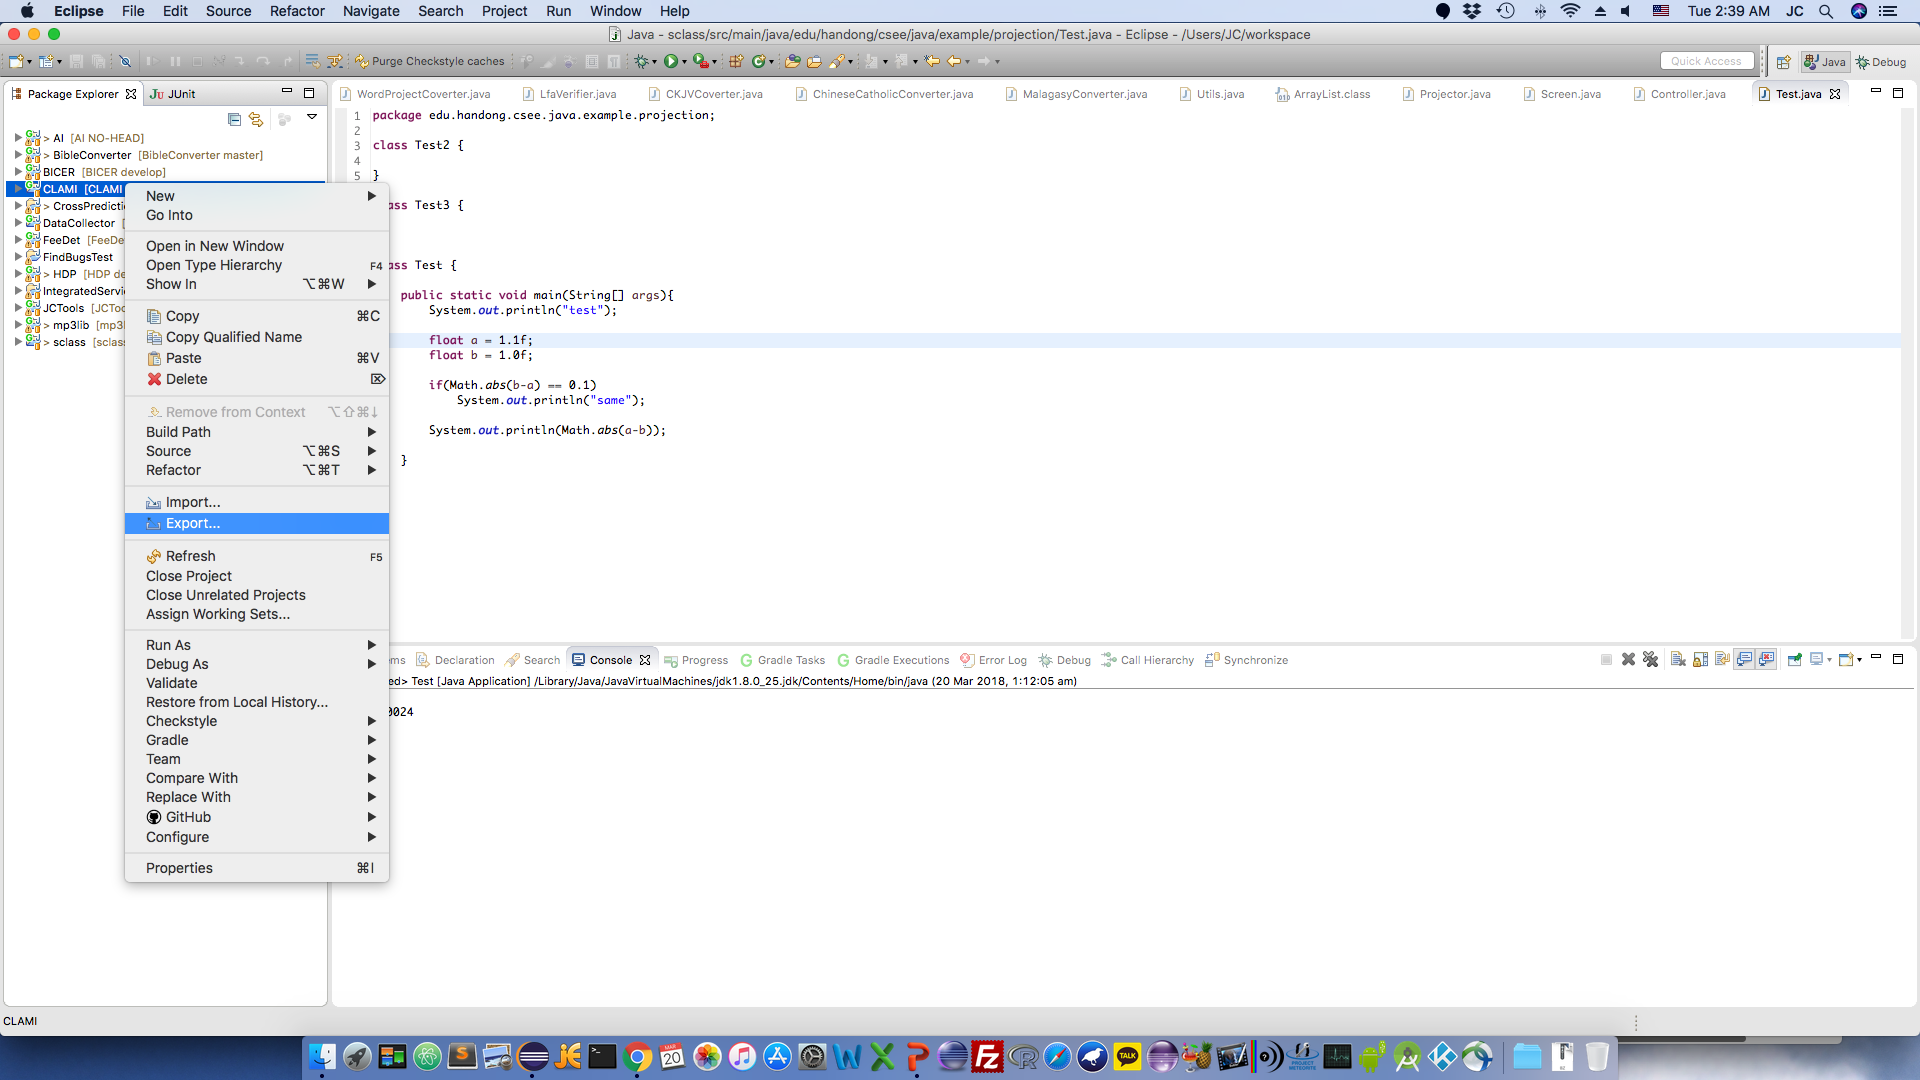 Eclipse File Edit Source Refactor Navigate Search Project Run Window Help Tue 2:39 AM JC
Java - sclass/src/main/java/edu/handong/csee/java/example/projection/Test.java - Eclipse - /Users/JC/workspace
Purge Checkstyle caches Quick Access Java Debug
Package Explorer JUnit
WordProjectCoverter.java LfaVerifier.java CKJVCoverter.java ChineseCatholicConverter.java MalagasyConverter.java Utils.java ArrayList.class Projector.java Screen.java Controller.java Test.java
> AI [AI NO-HEAD]
> BibleConverter [BibleConverter master]
BICER [BICER develop]
CLAMI [CLAMI
> CrossPredicti
DataCollector [
FeeDet [FeeDe
FindBugsTest
> HDP [HDP de
IntegratedServi
JCTools [JCToo
> mp3lib [mp3l
> sclass [sclas
New
Go Into
Open in New Window
Open Type Hierarchy F4
Show In ⌥⌘W
Copy ⌘C
Copy Qualified Name
Paste ⌘V
Delete ⌦
Remove from Context ⌥⇧⌘↓
Build Path
Source ⌥⌘S
Refactor ⌥⌘T
Import...
Export...
Refresh F5
Close Project
Close Unrelated Projects
Assign Working Sets...
Run As
Debug As
Validate
Restore from Local History...
Checkstyle
Gradle
Team
Compare With
Replace With
GitHub
Configure
Properties ⌘I
1 package edu.handong.csee.java.example.projection;
2
3 class Test2 {
4
5 }
ass Test3 {
ass Test {
public static void main(String[] args){
System.out.println("test");
float a = 1.1f;
float b = 1.0f;
if(Math.abs(b-a) == 0.1)
System.out.println("same");
System.out.println(Math.abs(a-b));
}
ms Declaration Search Console Progress Gradle Tasks Gradle Executions Error Log Debug Call Hierarchy Synchronize
ed> Test [Java Application] /Library/Java/JavaVirtualMachines/jdk1.8.0_25.jdk/Contents/Home/bin/java (20 Mar 2018, 1:12:05 am)
0024
CLAMI
MAR
20
TALK